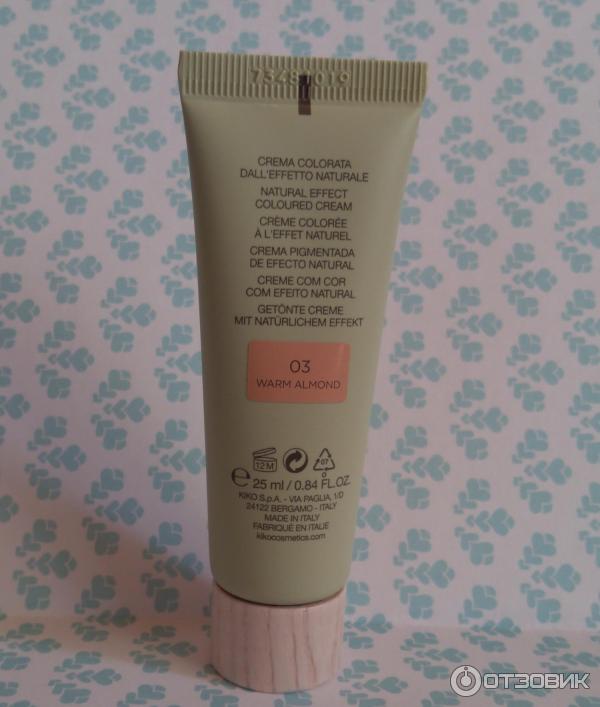 CREMA COLORATA
DALL'EFFETTO NATURALE
NATURAL EFFECT
COLOURED CREAM
CRÈME COLORÉE
À L'EFFET NATUREL
CREMA PIGMENTADA
DE EFECTO NATURAL
CREME COM COR
COM EFEITO NATURAL
GETÖNTE CREME
MIT NATÜRLICHEM EFFEKT
03
WARM ALMOND
12 M
07
e 25 ml / 0.84 FL.OZ.
KIKO S.p.A. - VIA PAGLIA, 1/D
24122 BERGAMO - ITALY
MADE IN ITALY
FABRIQUÉ EN ITALIE
kikocosmetics.com
ОТЗОВИК